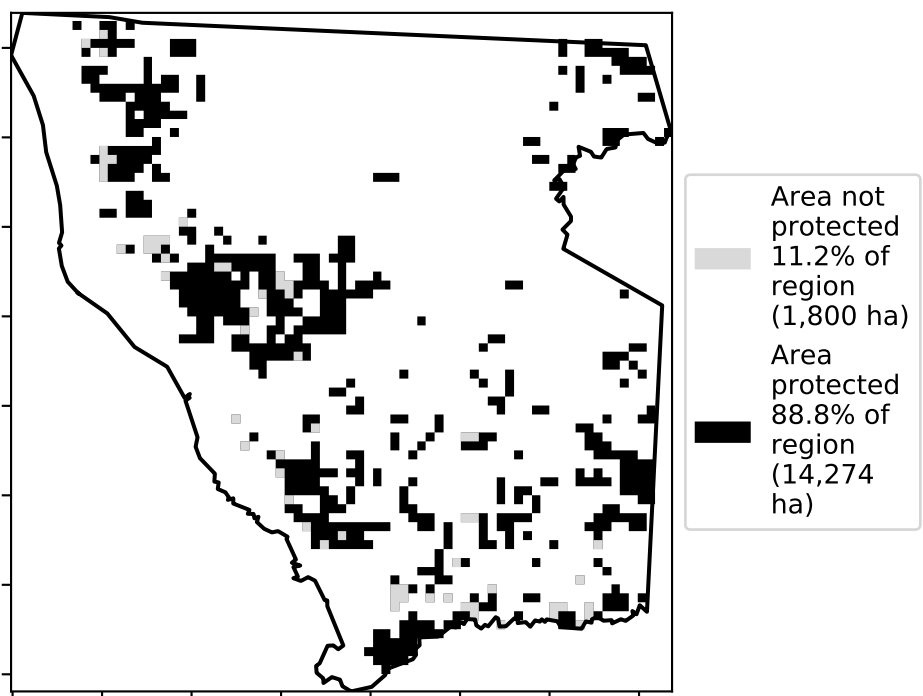 Area not
protected
11.2% of
region
(1,800 ha)
Area
protected
88.8% of
region
(14,274
ha)